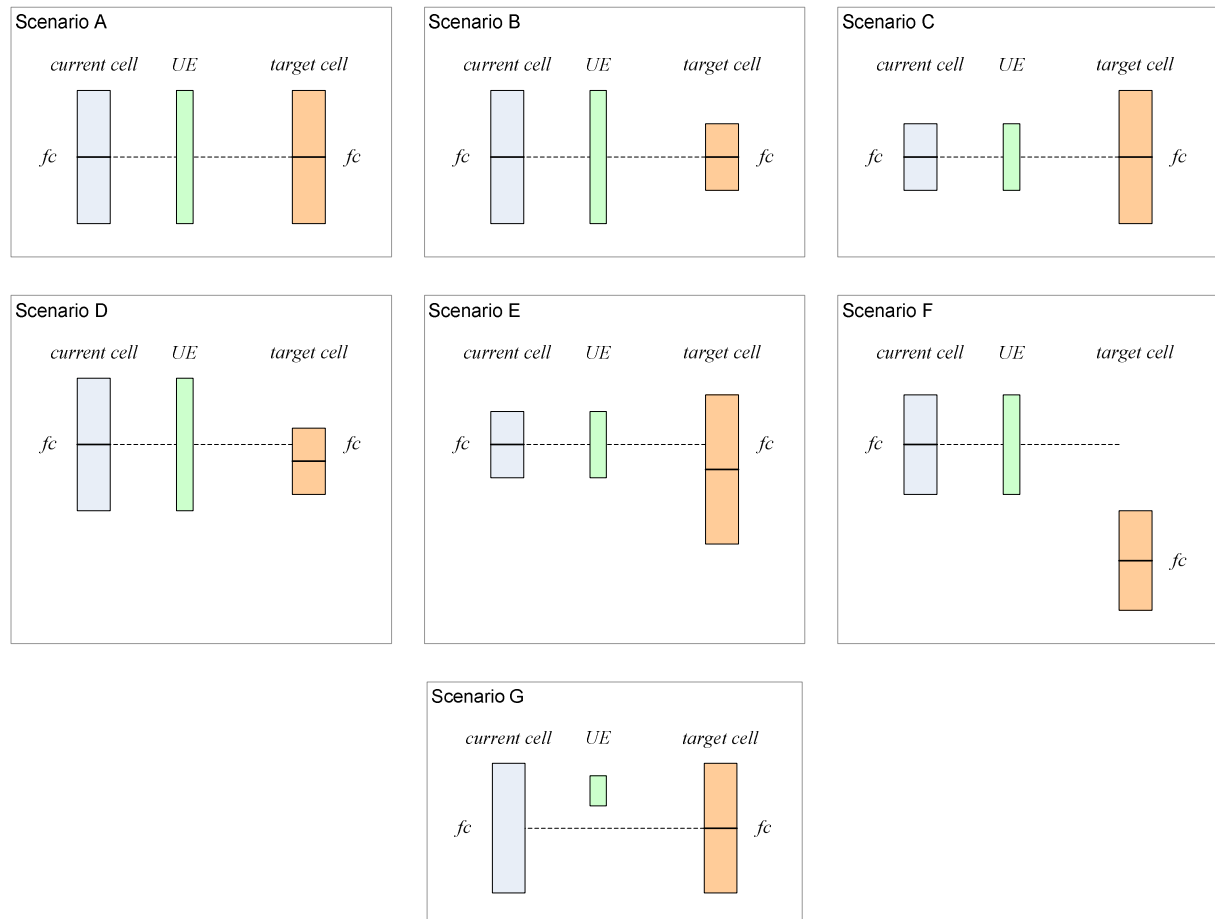 Scenario A
current cell UE target cell
fc fc
Scenario B
current cell UE target cell
fc fc
Scenario C
current cell UE target cell
fc fc
Scenario D
current cell UE target cell
fc fc
Scenario E
current cell UE target cell
fc fc
Scenario F
current cell UE target cell
fc
fc
Scenario G
current cell UE target cell
fc fc